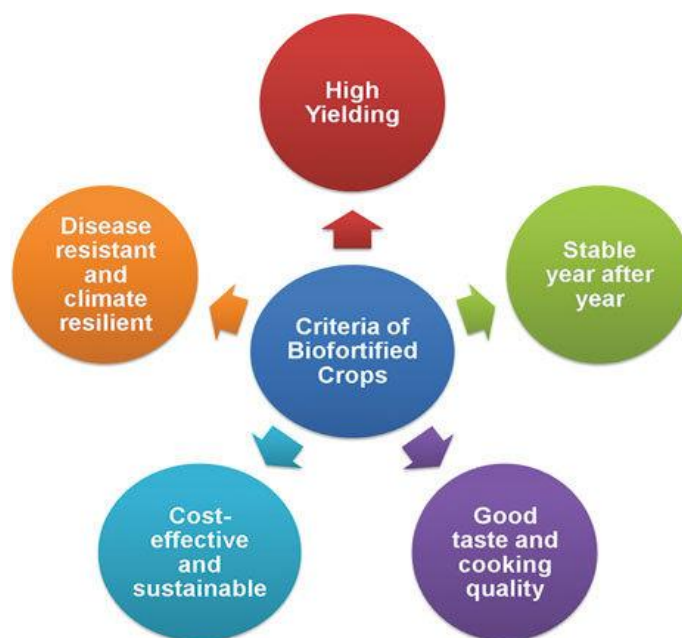 High
Yielding
Disease
resistant
and
climate
resilient
Stable
year after
year
Criteria of
Biofortified
Crops
Cost-
effective
and
sustainable
Good
taste and
cooking
quality